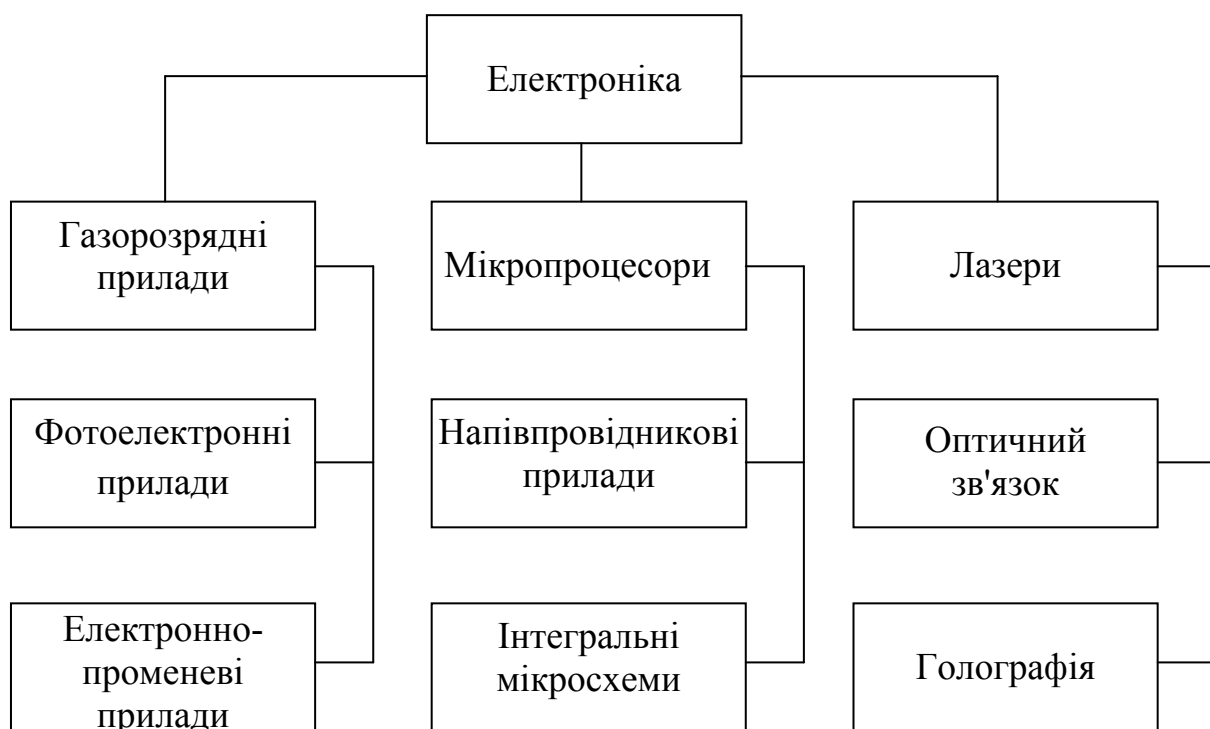 Електроніка
Газорозрядні
прилади
Мікропроцесори
Лазери
Фотоелектронні
прилади
Напівпровідникові
прилади
Оптичний
зв'язок
Електронно-
променеві
прилади
Інтегральні
мікросхеми
Голографія